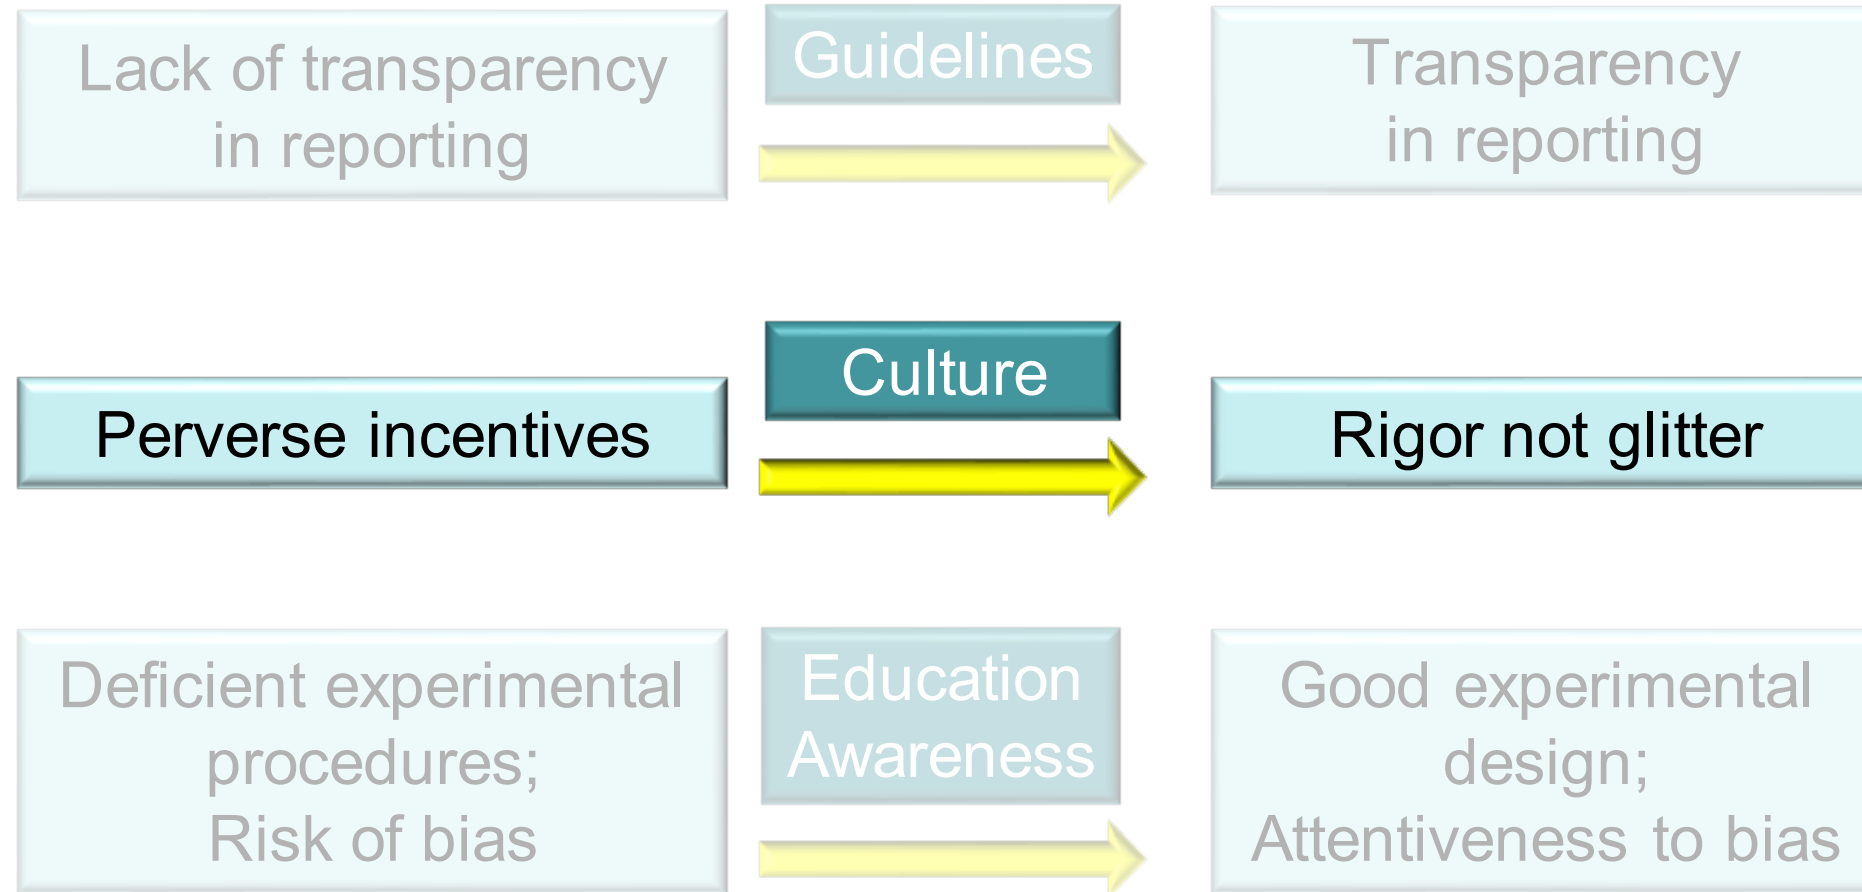 Lack of transparency
in reporting
Guidelines
Transparency
in reporting
Perverse incentives
Culture
Rigor not glitter
Deficient experimental
procedures;
Risk of bias
Education
Awareness
Good experimental
design;
Attentiveness to bias